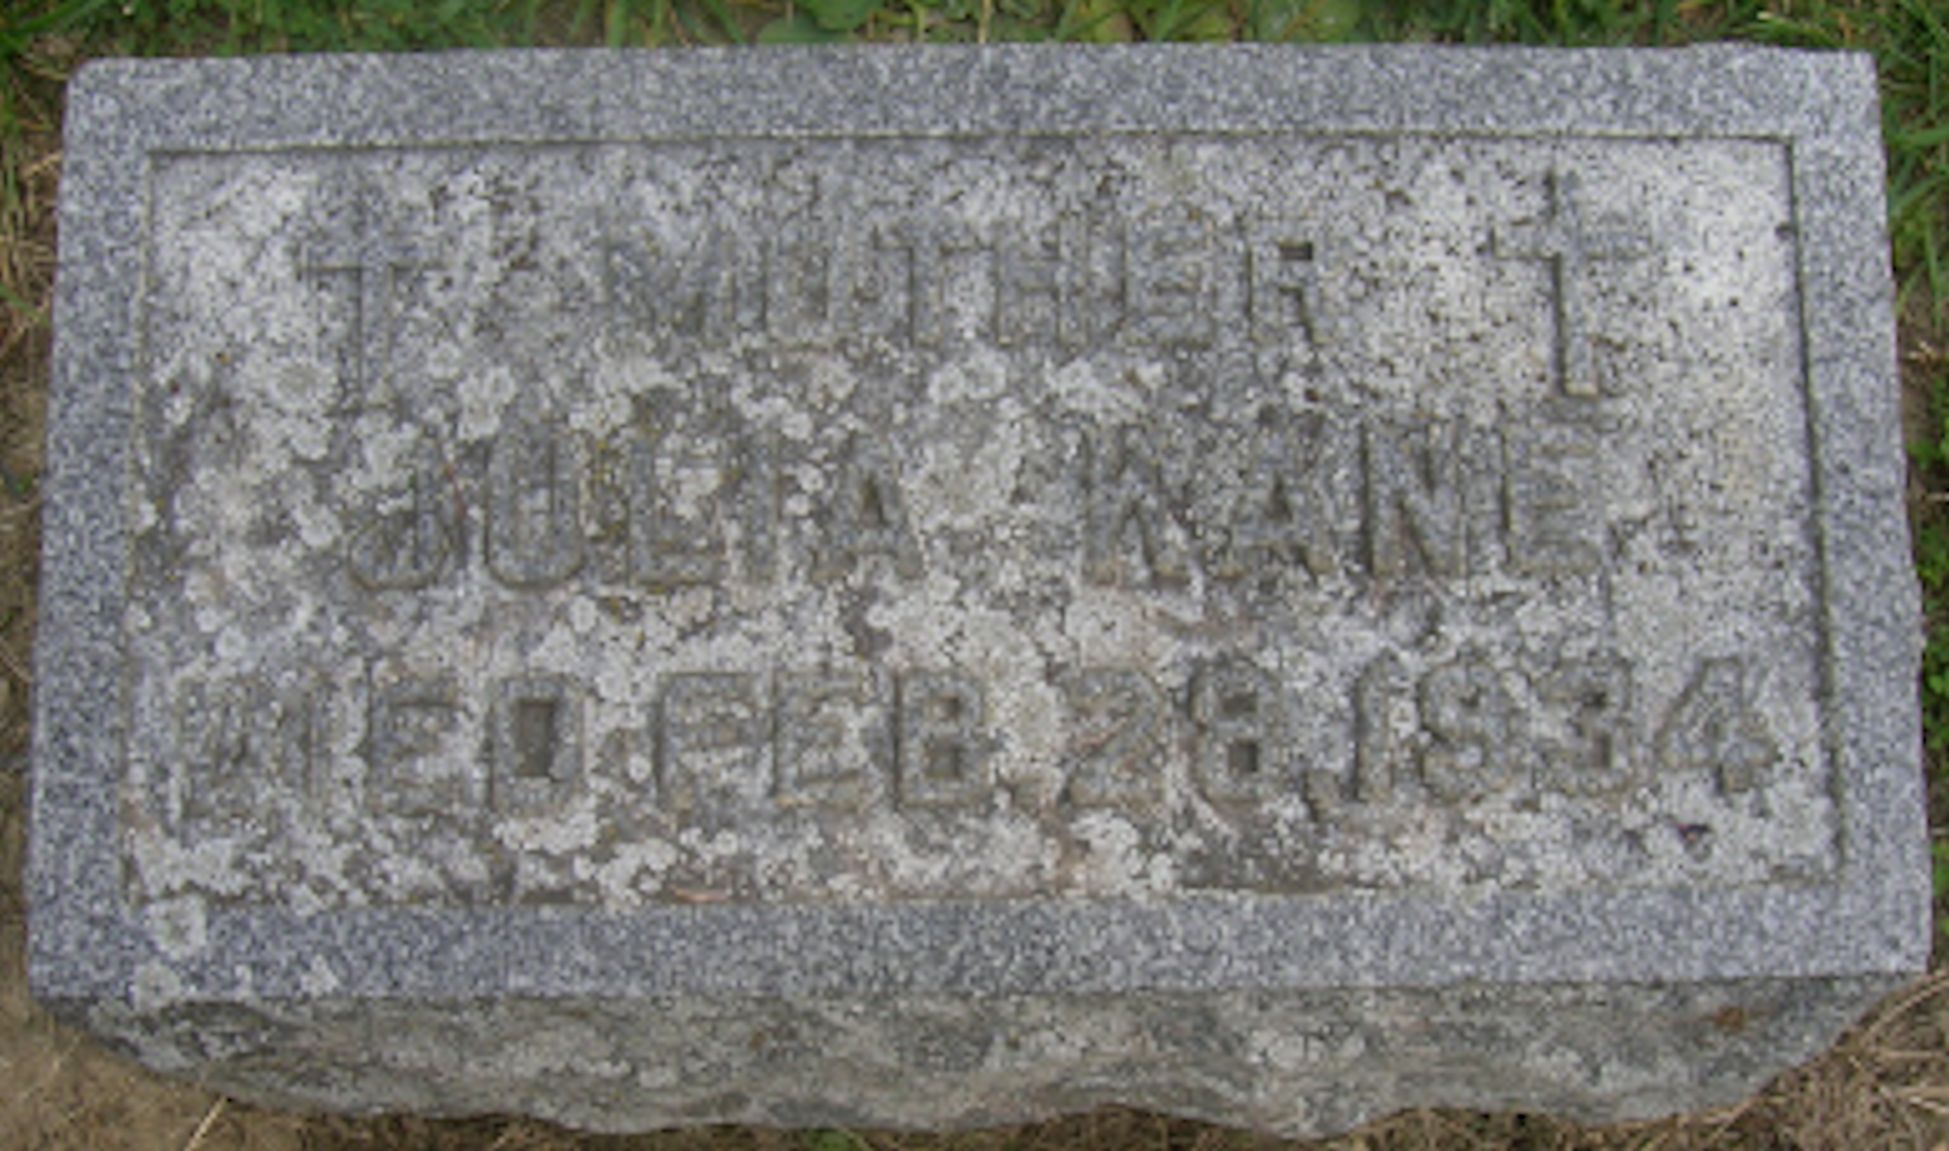 MOTHER
JULIA KANE
DIED FEB. 28, 1934